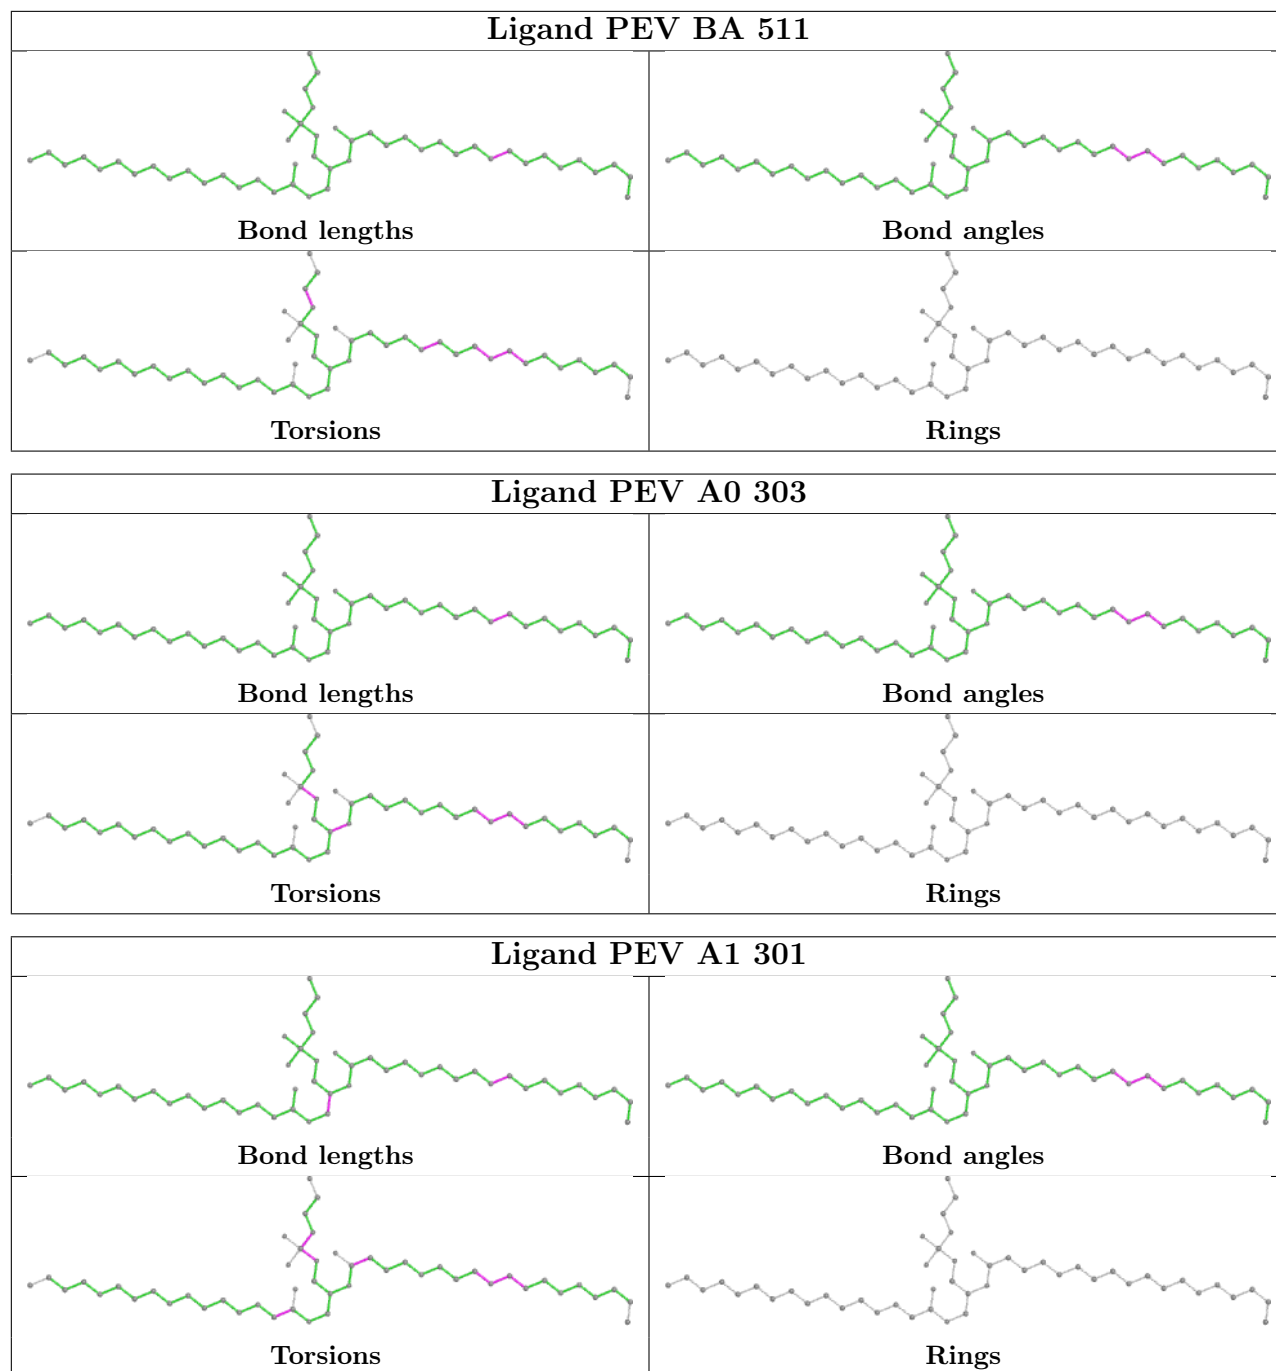 Ligand PEV BA 511
Bond lengths
Bond angles
Torsions
Rings
Ligand PEV A0 303
Bond lengths
Bond angles
Torsions
Rings
Ligand PEV A1 301
Bond lengths
Bond angles
Torsions
Rings